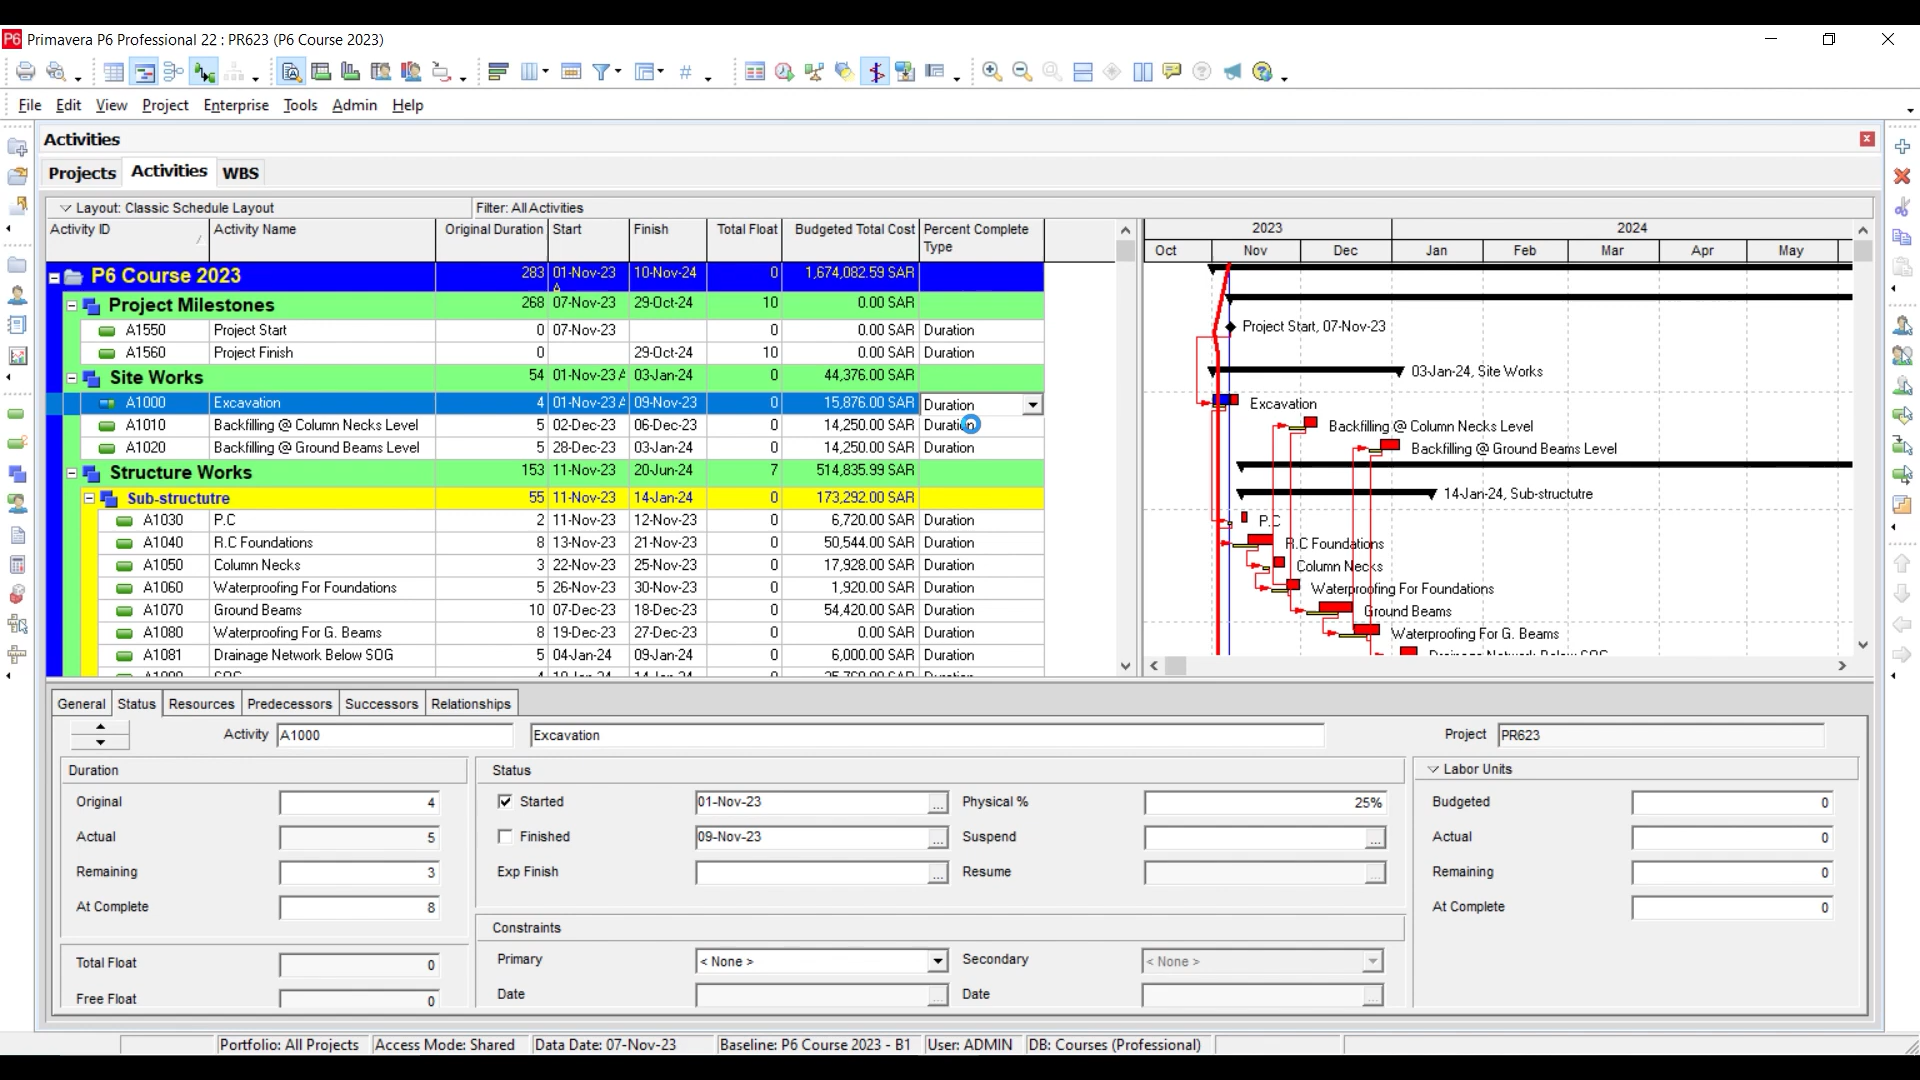 P6 Primavera P6 Professional 22 : PR623 (P6 Course 2023)
File Edit View Project Enterprise Tools Admin Help
Activities
Projects Activities WBS
Layout: Classic Schedule Layout Filter: All Activities
Activity ID Activity Name Original Duration Start Finish Total Float Budgeted Total Cost Percent Complete Type
2023 2024
Oct Nov Dec Jan Feb Mar Apr May
P6 Course 2023 283 01-Nov-23 10-Nov-24 0 1,674,082.59 SAR
Project Milestones 268 07-Nov-23 29-Oct-24 10 0.00 SAR
A1550 Project Start 0 07-Nov-23 0 0.00 SAR Duration Project Start, 07-Nov-23
A1560 Project Finish 0 29-Oct-24 10 0.00 SAR Duration
Site Works 54 01-Nov-23 A 03-Jan-24 0 44,376.00 SAR 03-Jan-24, Site Works
A1000 Excavation 4 01-Nov-23 A 09-Nov-23 0 15,876.00 SAR Duration Excavation
A1010 Backfilling @ Column Necks Level 5 02-Dec-23 06-Dec-23 0 14,250.00 SAR Duration Backfilling @ Column Necks Level
A1020 Backfilling @ Ground Beams Level 5 28-Dec-23 03-Jan-24 0 14,250.00 SAR Duration Backfilling @ Ground Beams Level
Structure Works 153 11-Nov-23 20-Jun-24 7 514,835.99 SAR
Sub-structutre 55 11-Nov-23 14-Jan-24 0 173,292.00 SAR 14-Jan-24, Sub-structutre
A1030 P.C 2 11-Nov-23 12-Nov-23 0 6,720.00 SAR Duration P.C
A1040 R.C Foundations 8 13-Nov-23 21-Nov-23 0 50,544.00 SAR Duration R.C Foundations
A1050 Column Necks 3 22-Nov-23 25-Nov-23 0 17,928.00 SAR Duration Column Necks
A1060 Waterproofing For Foundations 5 26-Nov-23 30-Nov-23 0 1,920.00 SAR Duration Waterproofing For Foundations
A1070 Ground Beams 10 07-Dec-23 18-Dec-23 0 54,420.00 SAR Duration Ground Beams
A1080 Waterproofing For G. Beams 8 19-Dec-23 27-Dec-23 0 0.00 SAR Duration Waterproofing For G. Beams
A1081 Drainage Network Below SOG 5 04-Jan-24 09-Jan-24 0 6,000.00 SAR Duration Drainage Network Below SOG
General Status Resources Predecessors Successors Relationships
Activity A1000 Excavation Project PR623
Duration Status Labor Units
Original 4 Started 01-Nov-23 ... Physical % 25% Budgeted 0
Actual 5 Finished 09-Nov-23 ... Suspend ... Actual 0
Remaining 3 Exp Finish ... Resume ... Remaining 0
At Complete 8 At Complete 0
Constraints
Total Float 0 Primary < None > Secondary < None >
Free Float 0 Date ... Date ...
Portfolio: All Projects Access Mode: Shared Data Date: 07-Nov-23 Baseline: P6 Course 2023 - B1 User: ADMIN DB: Courses (Professional)